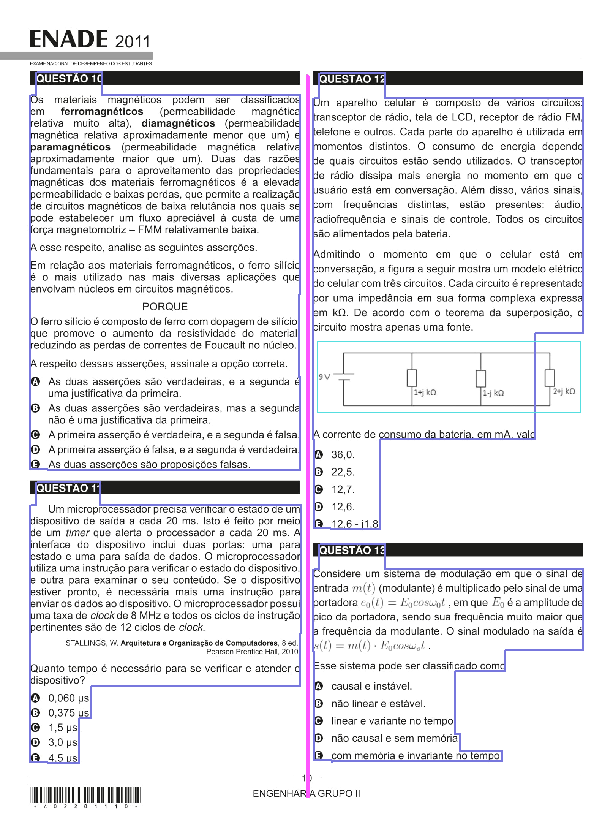 ENADE 2011
EXAME NACIONAL DE DESEMPENHO DOS ESTUDANTES
QUESTÃO 10
Os materiais magnéticos podem ser classificados
em ferromagnéticos (permeabilidade magnética
relativa muito alta), diamagnéticos (permeabilidade
magnética relativa aproximadamente menor que um) e
paramagnéticos (permeabilidade magnética relativa
aproximadamente maior que um). Duas das razões
fundamentais para o aproveitamento das propriedades
magnéticas dos materiais ferromagnéticos é a elevada
permeabilidade e baixas perdas, que permite a realização
de circuitos magnéticos de baixa relutância nos quais se
pode estabelecer um fluxo apreciável à custa de uma
força magnetomotriz – FMM relativamente baixa.
A esse respeito, analise as seguintes asserções.
Em relação aos materiais ferromagnéticos, o ferro silício
é o mais utilizado nas mais diversas aplicações que
envolvam núcleos em circuitos magnéticos.
PORQUE
O ferro silício é composto de ferro com dopagem de silício,
que promove o aumento da resistividade do material,
reduzindo as perdas de correntes de Foucault no núcleo.
A respeito dessas asserções, assinale a opção correta.
A As duas asserções são verdadeiras, e a segunda é
uma justificativa da primeira.
B As duas asserções são verdadeiras, mas a segunda
não é uma justificativa da primeira.
C A primeira asserção é verdadeira, e a segunda é falsa.
D A primeira asserção é falsa, e a segunda é verdadeira.
E As duas asserções são proposições falsas.
QUESTÃO 11
Um microprocessador precisa verificar o estado de um
dispositivo de saída a cada 20 ms. Isto é feito por meio
de um timer que alerta o processador a cada 20 ms. A
interface do dispositivo inclui duas portas: uma para
estado e uma para saída de dados. O microprocessador
utiliza uma instrução para verificar o estado do dispositivo,
e outra para examinar o seu conteúdo. Se o dispositivo
estiver pronto, é necessária mais uma instrução para
enviar os dados ao dispositivo. O microprocessador possui
uma taxa de clock de 8 MHz e todos os ciclos de instrução
pertinentes são de 12 ciclos de clock.
STALLINGS, W. Arquitetura e Organização de Computadores, 8 ed.
Pearson Prentice Hall, 2010.
Quanto tempo é necessário para se verificar e atender o
dispositivo?
A 0,060 μs
B 0,375 μs
C 1,5 μs
D 3,0 μs
E 4,5 μs
QUESTÃO 12
Um aparelho celular é composto de vários circuitos:
transceptor de rádio, tela de LCD, receptor de rádio FM,
telefone e outros. Cada parte do aparelho é utilizada em
momentos distintos. O consumo de energia depende
de quais circuitos estão sendo utilizados. O transceptor
de rádio dissipa mais energia no momento em que o
usuário está em conversação. Além disso, vários sinais,
com frequências distintas, estão presentes: áudio,
radiofrequência e sinais de controle. Todos os circuitos
são alimentados pela bateria.
Admitindo o momento em que o celular está em
conversação, a figura a seguir mostra um modelo elétrico
do celular com três circuitos. Cada circuito é representado
por uma impedância em sua forma complexa expressa
em kΩ. De acordo com o teorema da superposição, o
circuito mostra apenas uma fonte.
9 V 1+j kΩ 1-j kΩ 2+j kΩ
A corrente de consumo da bateria, em mA, vale
A 36,0.
B 22,5.
C 12,7.
D 12,6.
E 12,6 - j1,8.
QUESTÃO 13
Considere um sistema de modulação em que o sinal de
entrada m(t) (modulante) é multiplicado pelo sinal de uma
portadora e₀(t) = E₀cosω₀t , em que E₀ é a amplitude de
pico da portadora, sendo sua frequência muito maior que
a frequência da modulante. O sinal modulado na saída é
s(t) = m(t) · E₀cosω₀t .
Esse sistema pode ser classificado como
A causal e instável.
B não linear e estável.
C linear e variante no tempo.
D não causal e sem memória.
E com memória e invariante no tempo.
ENGENHARIA GRUPO II